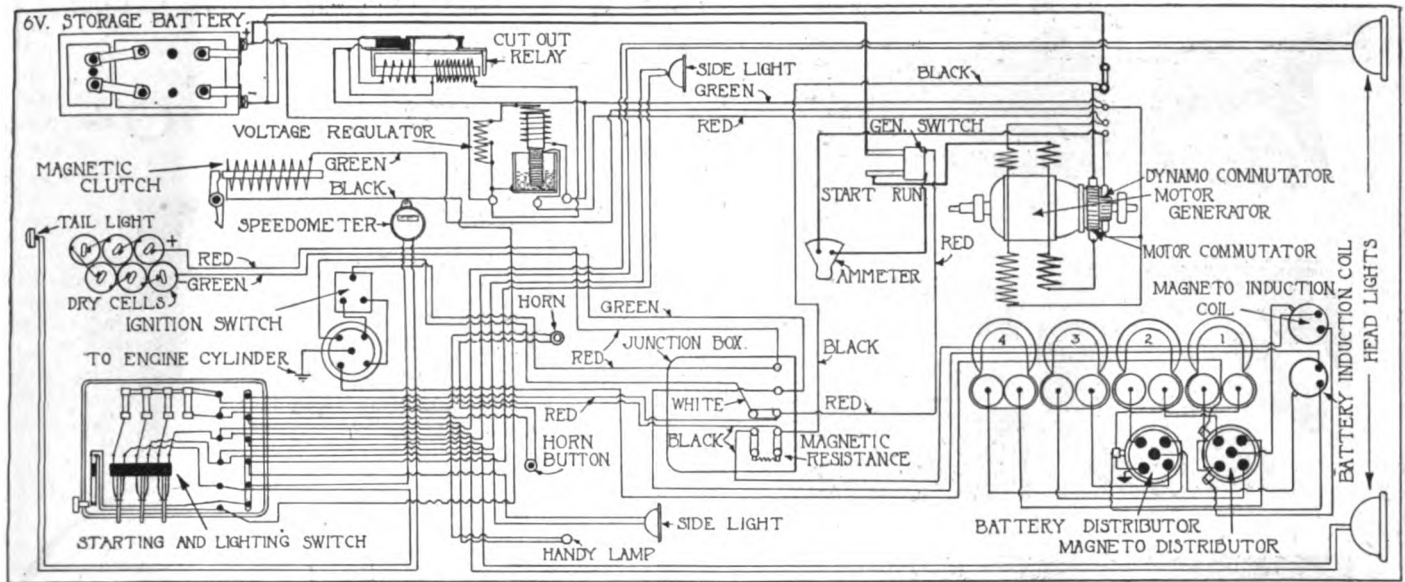 6V. STORAGE BATTERY
+
-
CUT OUT
RELAY
SIDE LIGHT
GREEN
BLACK
RED
GEN. SWITCH
VOLTAGE REGULATOR
GREEN
MAGNETIC
CLUTCH
BLACK
START RUN
DYNAMO COMMUTATOR
MOTOR
GENERATOR
MOTOR COMMUTATOR
TAIL LIGHT
SPEEDOMETER
+
RED
GREEN
DRY CELLS
RED
AMMETER
MAGNETO INDUCTION
COIL
IGNITION SWITCH
HORN
GREEN
TO ENGINE CYLINDER
RED
JUNCTION BOX.
BLACK
4
3
2
1
BATTERY INDUCTION COIL
HEAD LIGHTS
RED
WHITE
RED
BLACK
MAGNETIC
RESISTANCE
HORN
BUTTON
STARTING AND LIGHTING SWITCH
SIDE LIGHT
HANDY LAMP
BATTERY DISTRIBUTOR
MAGNETO DISTRIBUTOR